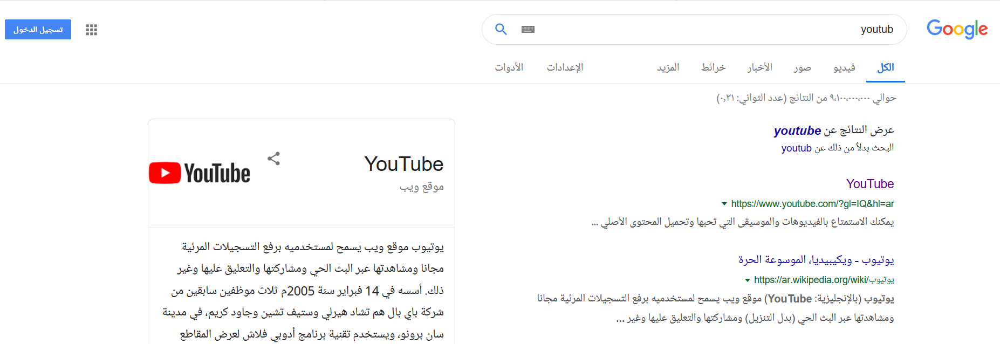 Google
youtub
تسجيل الدخول
الكل
فيديو
صور
الأخبار
خرائط
المزيد
الإعدادات
الأدوات
حوالي ٩،١٠٠،٠٠٠،٠٠٠ من النتائج (عدد الثواني: ٠,٣١)
عرض النتائج عن youtube
البحث بدلاً من ذلك عن youtub
YouTube
https://www.youtube.com/?gl=IQ&hl=ar
يمكنك الاستمتاع بالفيديوهات والموسيقى التي تحبها وتحميل المحتوى الأصلي ...
يوتيوب - ويكيبيديا، الموسوعة الحرة
https://ar.wikipedia.org/wiki/يوتيوب
يوتيوب (بالإنجليزية: YouTube) موقع ويب يسمح لمستخدميه برفع التسجيلات المرئية مجانا
ومشاهدتها عبر البث الحي (بدل التنزيل) ومشاركتها والتعليق عليها وغير ...
YouTube
موقع ويب
YouTube
يوتيوب موقع ويب يسمح لمستخدميه برفع التسجيلات المرئية
مجانا ومشاهدتها عبر البث الحي ومشاركتها والتعليق عليها وغير
ذلك. أسسه في 14 فبراير سنة 2005م ثلاث موظفين سابقين من
شركة باي بال هم تشاد هيرلي وستيف تشين وجاود كريم، في مدينة
سان برونو، ويستخدم تقنية برنامج أدوبي فلاش لعرض المقاطع